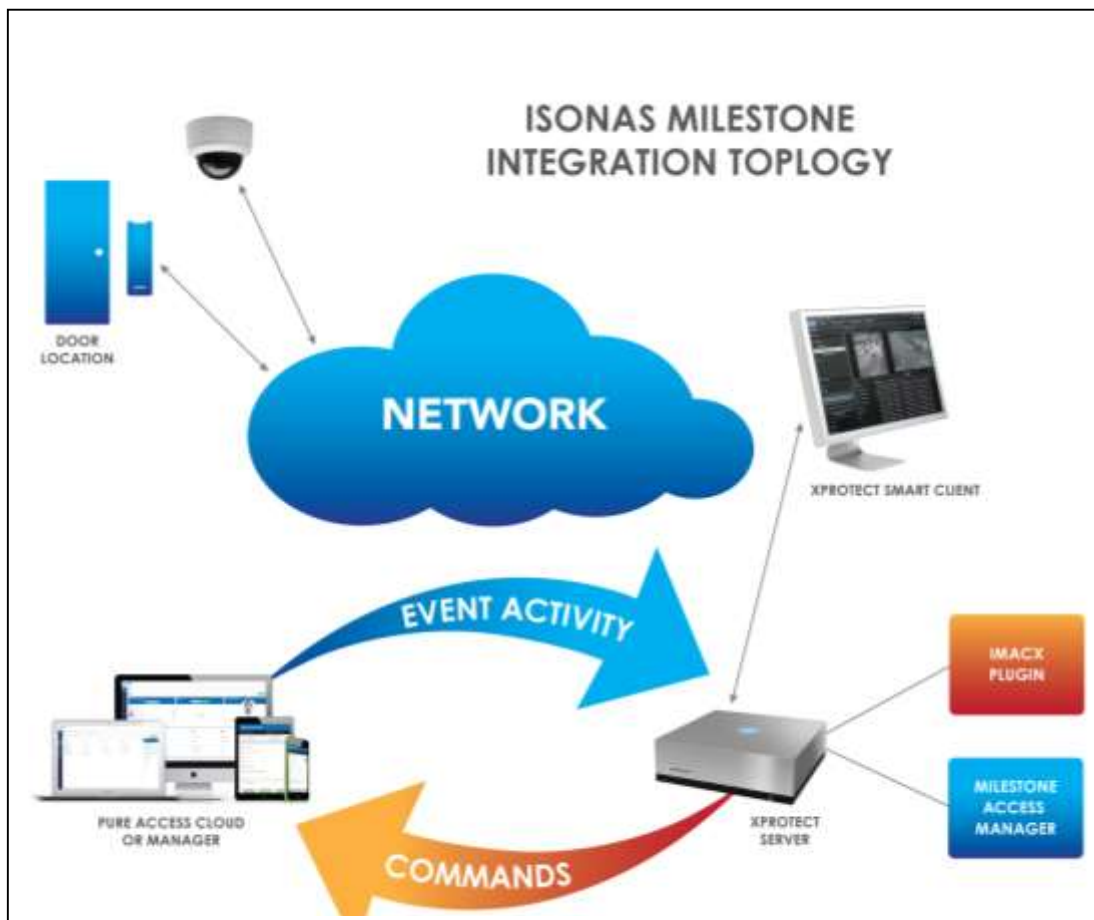 ISONAS MILESTONE
INTEGRATION TOPLOGY
DOOR
LOCATION
NETWORK
XPROTECT SMART CLIENT
EVENT ACTIVITY
IMACX
PLUGIN
PURE ACCESS CLOUD
OR MANAGER
XPROTECT
SERVER
MILESTONE
ACCESS
MANAGER
COMMANDS